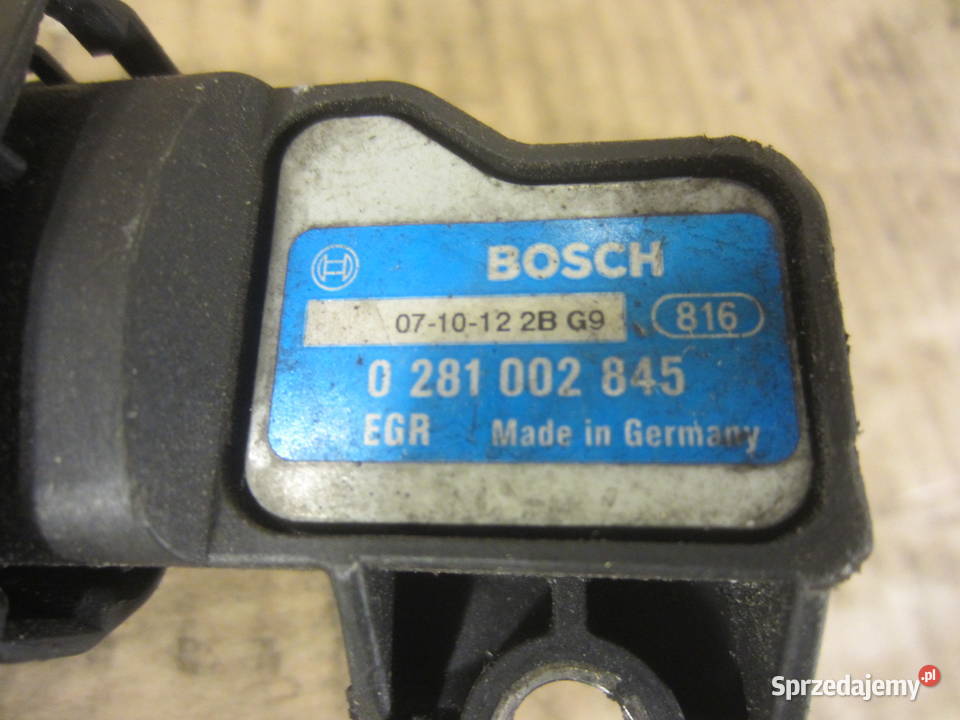 BOSCH
07-10-12 2B G9
816
0 281 002 845
EGR Made in Germany
Sprzedajemy.pl